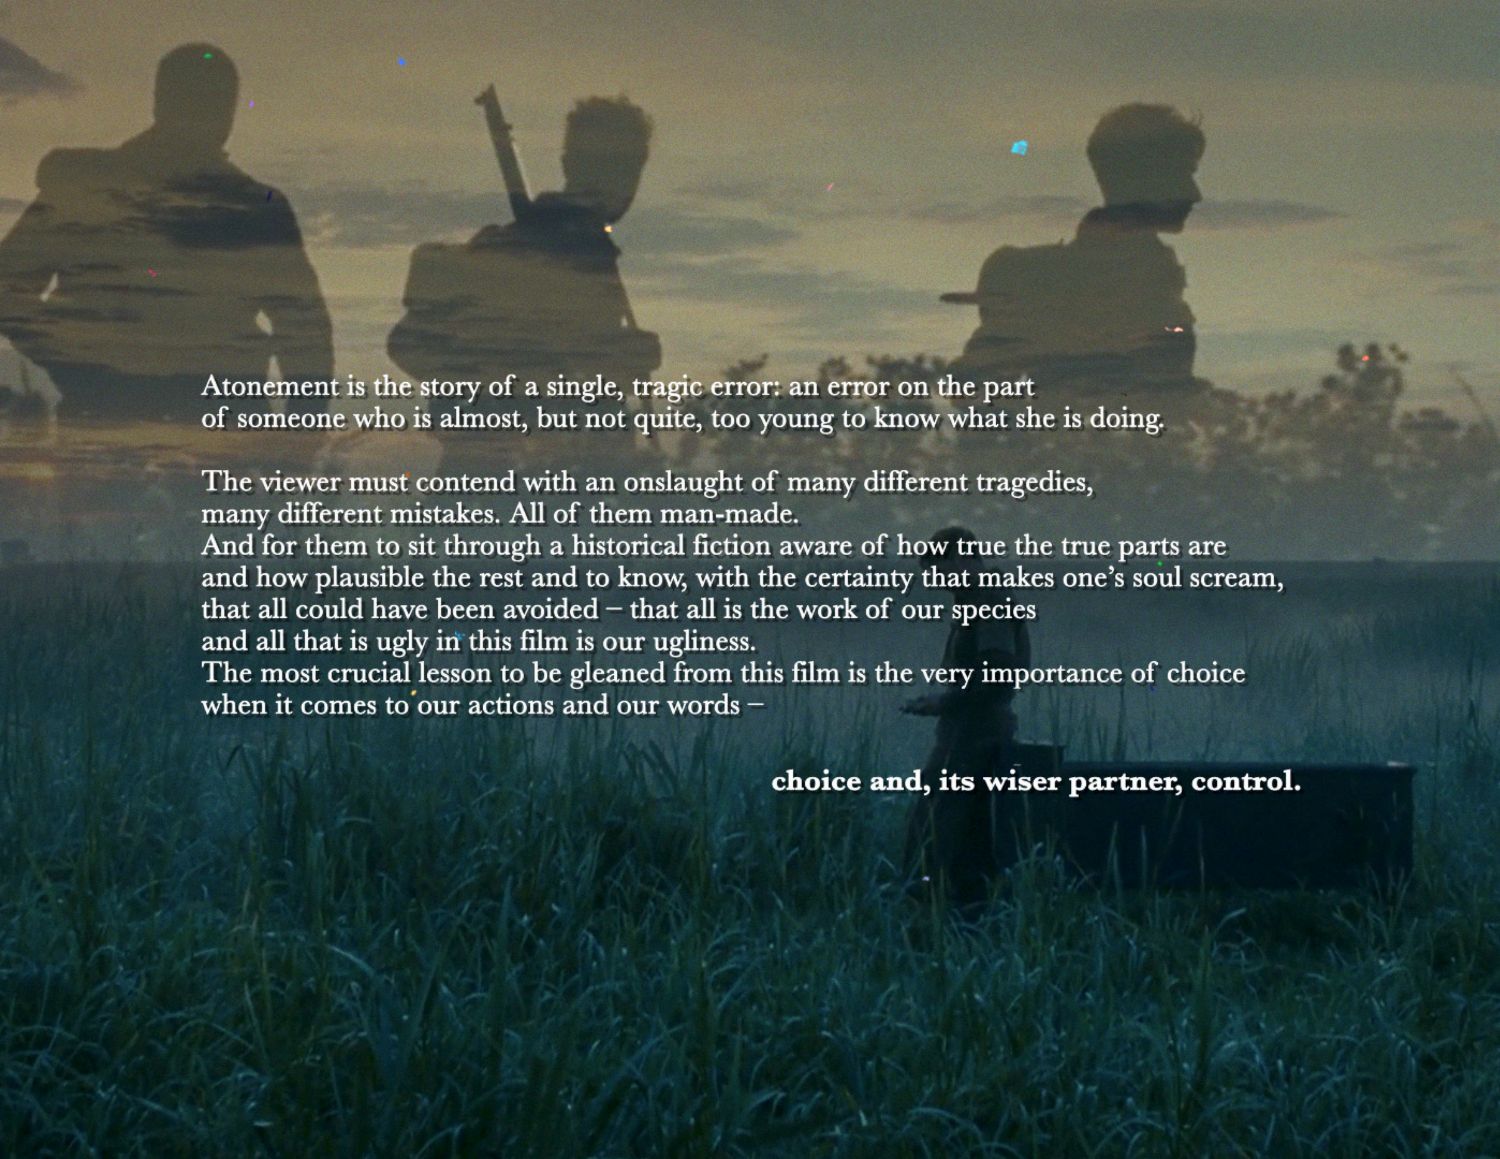 Atonement is the story of a single, tragic error: an error on the part
of someone who is almost, but not quite, too young to know what she is doing.
The viewer must contend with an onslaught of many different tragedies,
many different mistakes. All of them man-made.
And for them to sit through a historical fiction aware of how true the true parts are
and how plausible the rest and to know, with the certainty that makes one’s soul scream,
that all could have been avoided – that all is the work of our species
and all that is ugly in this film is our ugliness.
The most crucial lesson to be gleaned from this film is the very importance of choice
when it comes to our actions and our words –
choice and, its wiser partner, control.